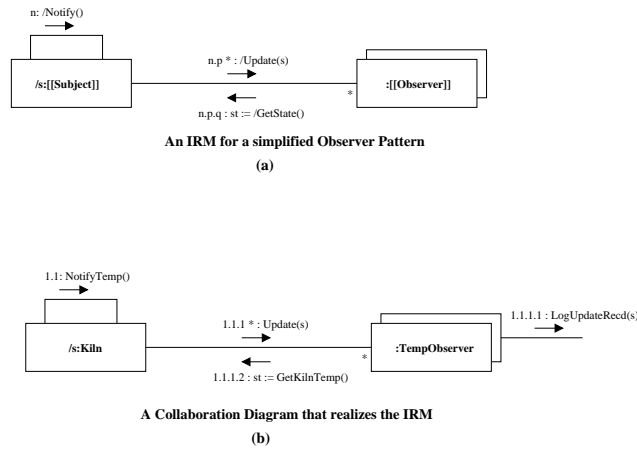 n: /Notify()
n.p * : /Update(s)
/s:[[Subject]]
:[[Observer]]
*
n.p.q : st := /GetState()
An IRM for a simplified Observer Pattern
(a)
1.1: NotifyTemp()
1.1.1 * : Update(s)
1.1.1.1 : LogUpdateRecd(s)
/s:Kiln
:TempObserver
*
1.1.1.2 : st := GetKilnTemp()
A Collaboration Diagram that realizes the IRM
(b)